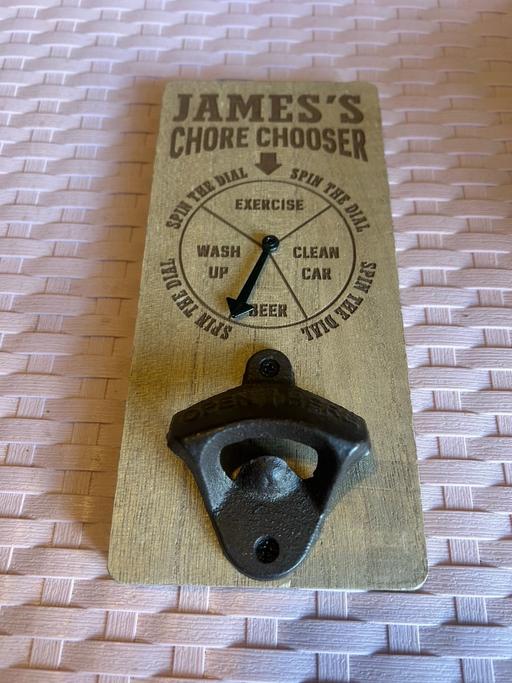 JAMES'S
CHORE CHOOSER
SPIN THE DIAL
SPIN THE DIAL
EXERCISE
WASH
UP
CLEAN
CAR
BEER
SPIN THE DIAL
SPIN THE DIAL
OPEN HERE